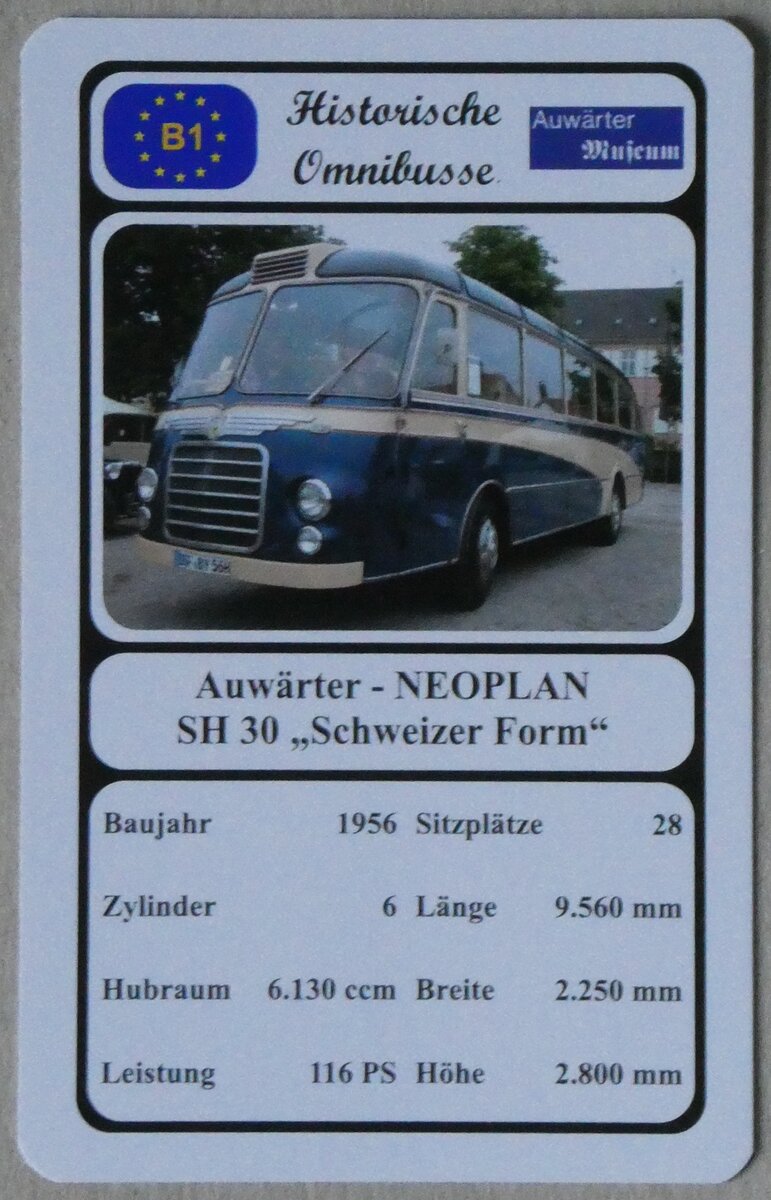 B1
Historische
Omnibusse
Auwärter
Museum
Auwärter - NEOPLAN
SH 30 „Schweizer Form“
Baujahr 1956 Sitzplätze 28
Zylinder 6 Länge 9.560 mm
Hubraum 6.130 ccm Breite 2.250 mm
Leistung 116 PS Höhe 2.800 mm